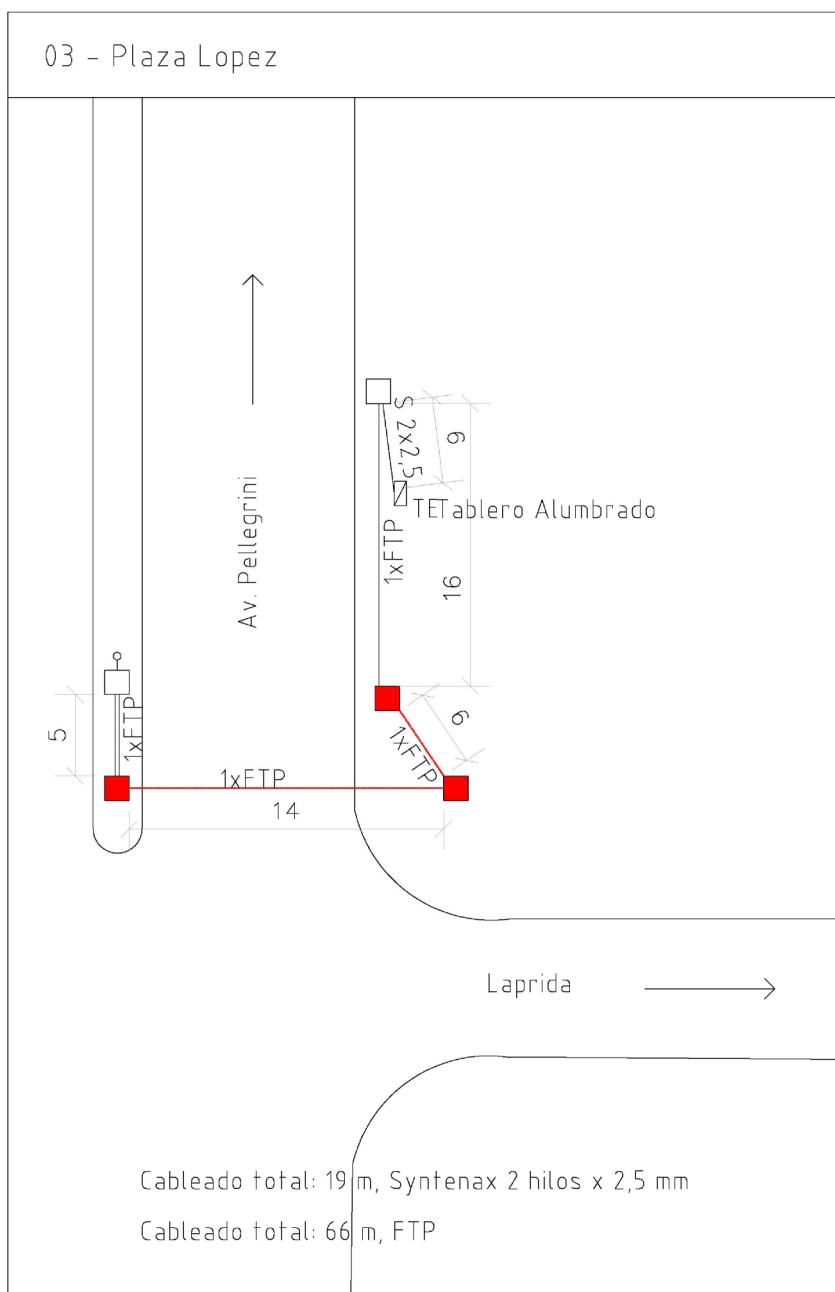 03 - Plaza Lopez
S 2x2,5
6
TETablero Alumbrado
1xFTP
16
Av. Pellegrini
5
1xFTP
6
1xFTP
1xFTP
14
Laprida
Cableado total: 19 m, Syntenax 2 hilos x 2,5 mm
Cableado total: 66 m, FTP